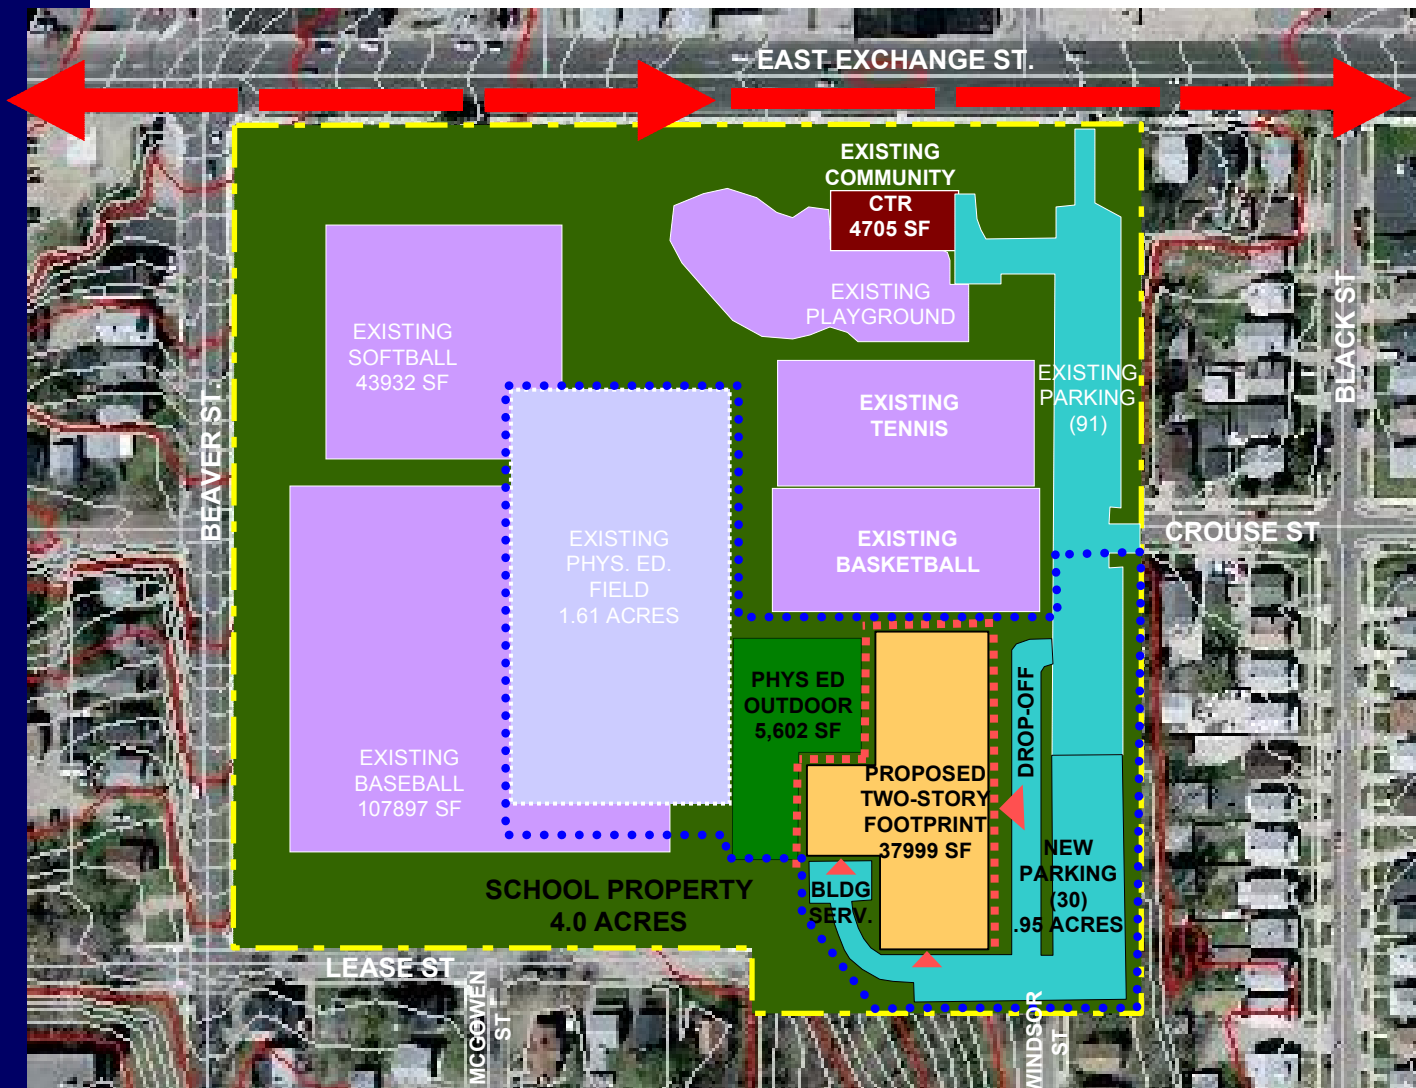 EAST EXCHANGE ST.
EXISTING
COMMUNITY
CTR
4705 SF
EXISTING
PLAYGROUND
EXISTING
SOFTBALL
43932 SF
BEAVER ST.
BLACK ST
EXISTING
TENNIS
EXISTING
PARKING
(91)
EXISTING
BASKETBALL
CROUSE ST
EXISTING
PHYS. ED.
FIELD
1.61 ACRES
PHYS ED
OUTDOOR
5,602 SF
DROP-OFF
EXISTING
BASEBALL
107897 SF
PROPOSED
TWO-STORY
FOOTPRINT
37999 SF
NEW
PARKING
(30)
.95 ACRES
BLDG
SERV.
SCHOOL PROPERTY
4.0 ACRES
LEASE ST
MCGOWEN
ST
WINDSOR
ST